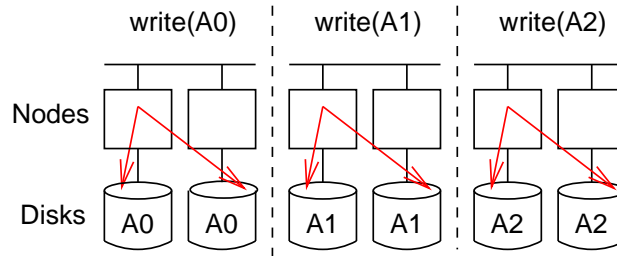 write(A0) write(A1) write(A2)
Nodes
Disks A0 A0 A1 A1 A2 A2